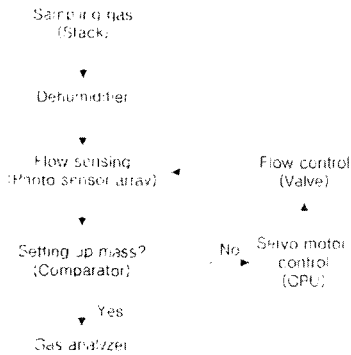 Sampling gas
(Stack)
Dehumidifier
Flow sensing
(Photo sensor array)
Flow control
(Valve)
Setting up mass?
(Comparator)
No
Servo motor
control
(CPU)
Yes
Gas analyzer